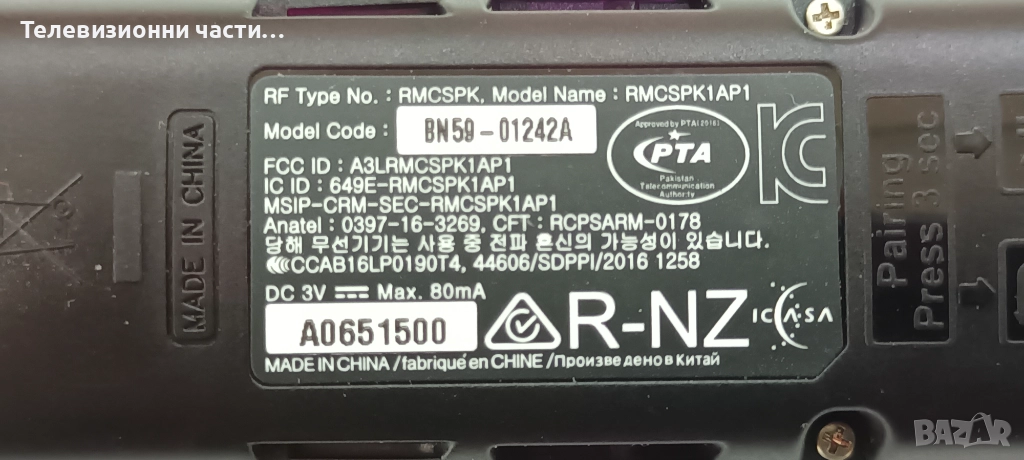 Телевизионни части...
RF Type No. : RMCSPK, Model Name : RMCSPK1AP1
Model Code : BN59-01242A
FCC ID : A3LRMCSPK1AP1
IC ID : 649E-RMCSPK1AP1
MSIP-CRM-SEC-RMCSPK1AP1
Anatel : 0397-16-3269, CFT : RCPSARM-0178
당해 무선기기는 사용 중 전파 혼신의 가능성이 있습니다.
CCAB16LP0190T4, 44606/SDPPI/2016 1258
DC 3V Max. 80mA
A0651500
R-NZ
ICASA
MADE IN CHINA /fabriqué en CHINE /Произведено в Китай
Approved by PTA(2016)
PTA
Pakistan
Telecommunication
Authority
MADE IN CHINA
Pairing
Press 3 sec
BAZAR